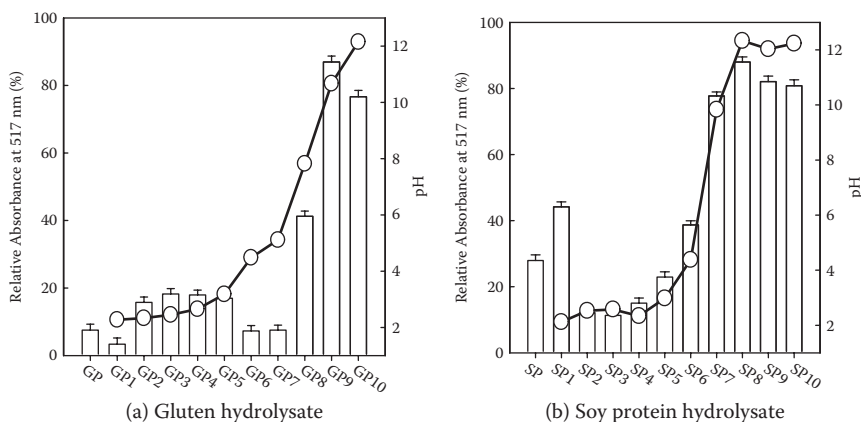 100
80
60
40
20
0
Relative Absorbance at 517 nm (%)
12
10
8
6
4
2
pH
GP
GP1
GP2
GP3
GP4
GP5
GP6
GP7
GP8
GP9
GP10
(a) Gluten hydrolysate
100
80
60
40
20
0
Relative Absorbance at 517 nm (%)
12
10
8
6
4
2
pH
SP
SP1
SP2
SP3
SP4
SP5
SP6
SP7
SP8
SP9
SP10
(b) Soy protein hydrolysate